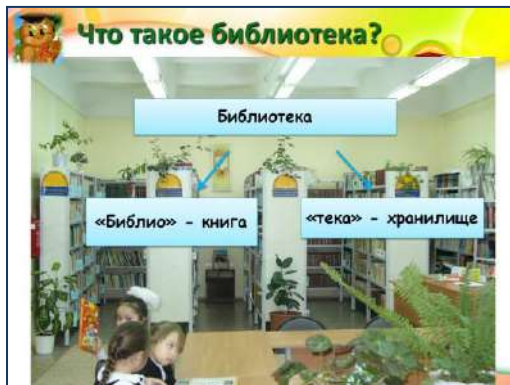 Что такое библиотека?
Библиотека
«Библио» - книга
«тека» - хранилище